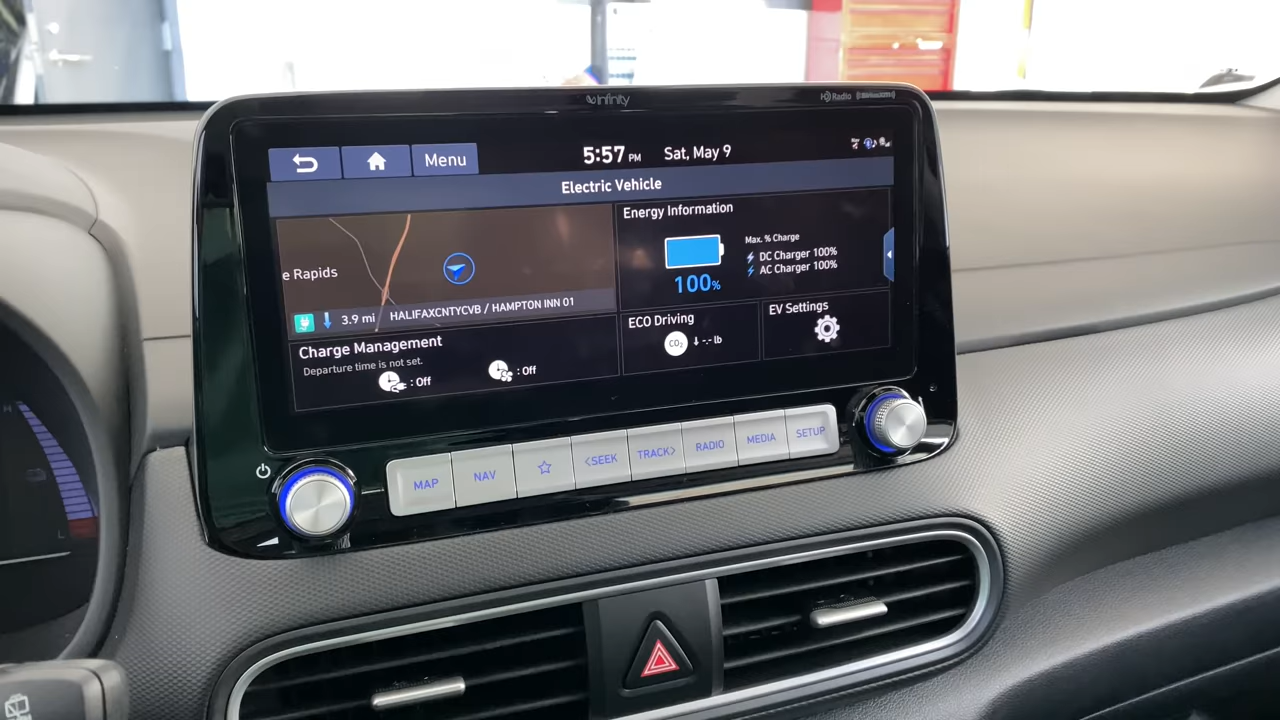 infinity
HD Radio
Menu
5:57 PM Sat, May 9
Electric Vehicle
e Rapids
3.9 mi HALIFAXCNTYCVB / HAMPTON INN 01
Energy Information
100%
Max. % Charge
DC Charger 100%
AC Charger 100%
Charge Management
Departure time is not set.
: Off
: Off
ECO Driving
CO2
-.- lb
EV Settings
MAP
NAV
<SEEK
TRACK>
RADIO
MEDIA
SETUP
H
L